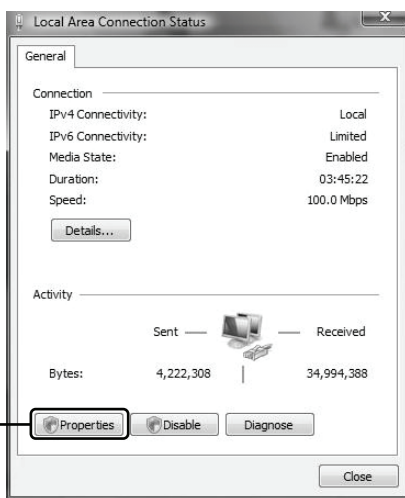 Local Area Connection Status
General
Connection
IPv4 Connectivity: Local
IPv6 Connectivity: Limited
Media State: Enabled
Duration: 03:45:22
Speed: 100.0 Mbps
Details...
Activity
Sent — — Received
Bytes: 4,222,308 | 34,994,388
Properties Disable Diagnose
Close